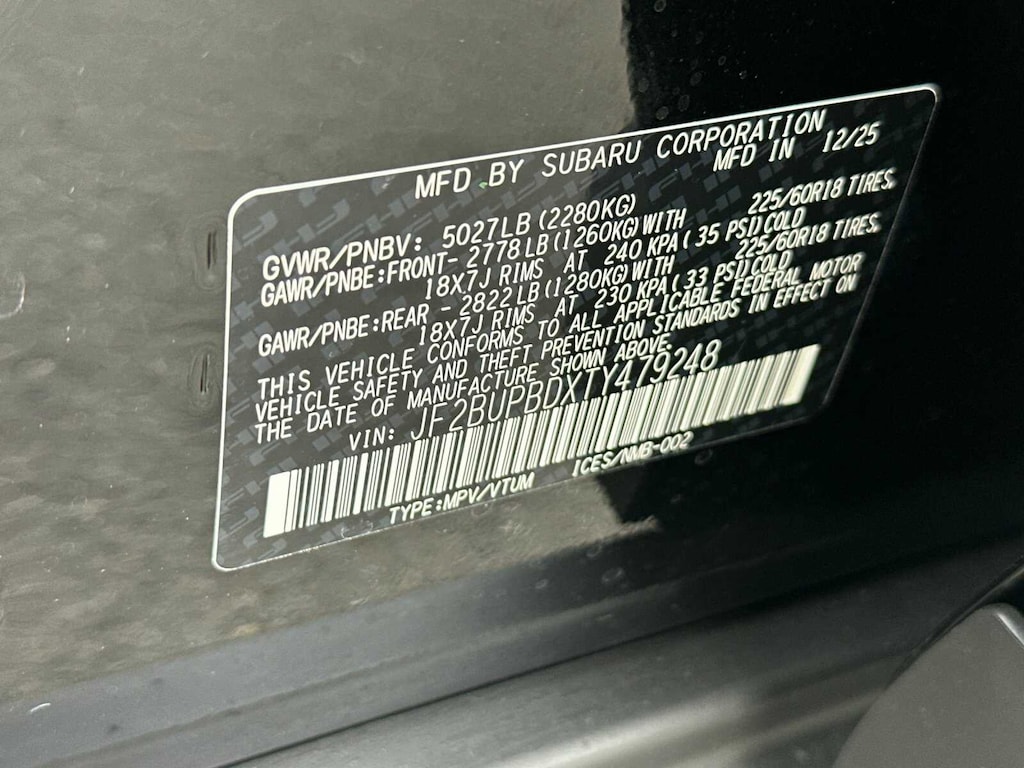 MFD BY SUBARU CORPORATION
MFD IN 12/25
GVWR/PNBV: 5027LB (2280KG)
GAWR/PNBE:FRONT- 2778LB (1260KG)WITH 225/60R18 TIRES,
18X7J RIMS AT 240 KPA( 35 PSI)COLD
GAWR/PNBE:REAR - 2822LB (1280KG)WITH 225/60R18 TIRES,
18X7J RIMS AT 230 KPA( 33 PSI)COLD
THIS VEHICLE CONFORMS TO ALL APPLICABLE FEDERAL MOTOR
VEHICLE SAFETY AND THEFT PREVENTION STANDARDS IN EFFECT ON
THE DATE OF MANUFACTURE SHOWN ABOVE.
VIN: JF2BUPBDXTY479248
TYPE:MPV/VTUM ICES/NMB-002